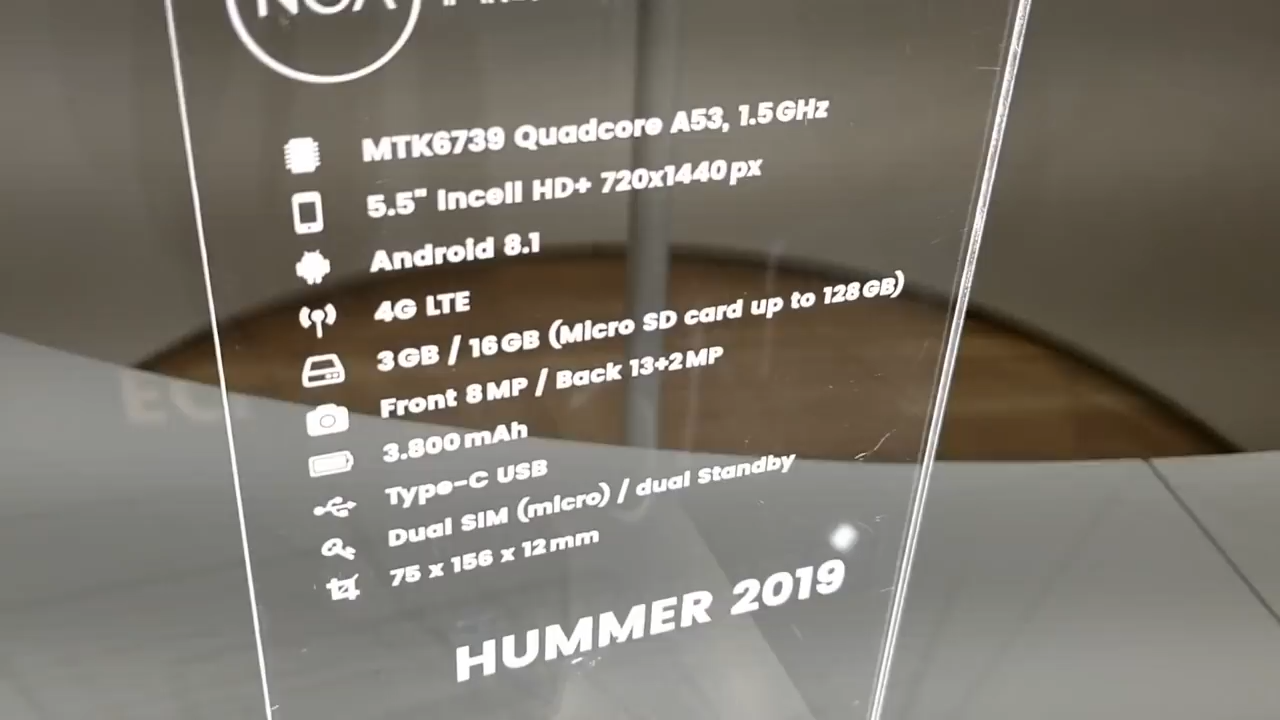 NOA
MTK6739 Quadcore A53, 1.5GHz
5.5" Incell HD+ 720x1440px
Android 8.1
4G LTE
3GB / 16GB (Micro SD card up to 128GB)
Front 8MP / Back 13+2MP
3.800mAh
Type-C USB
Dual SIM (micro) / dual Standby
75 x 156 x 12mm
HUMMER 2019